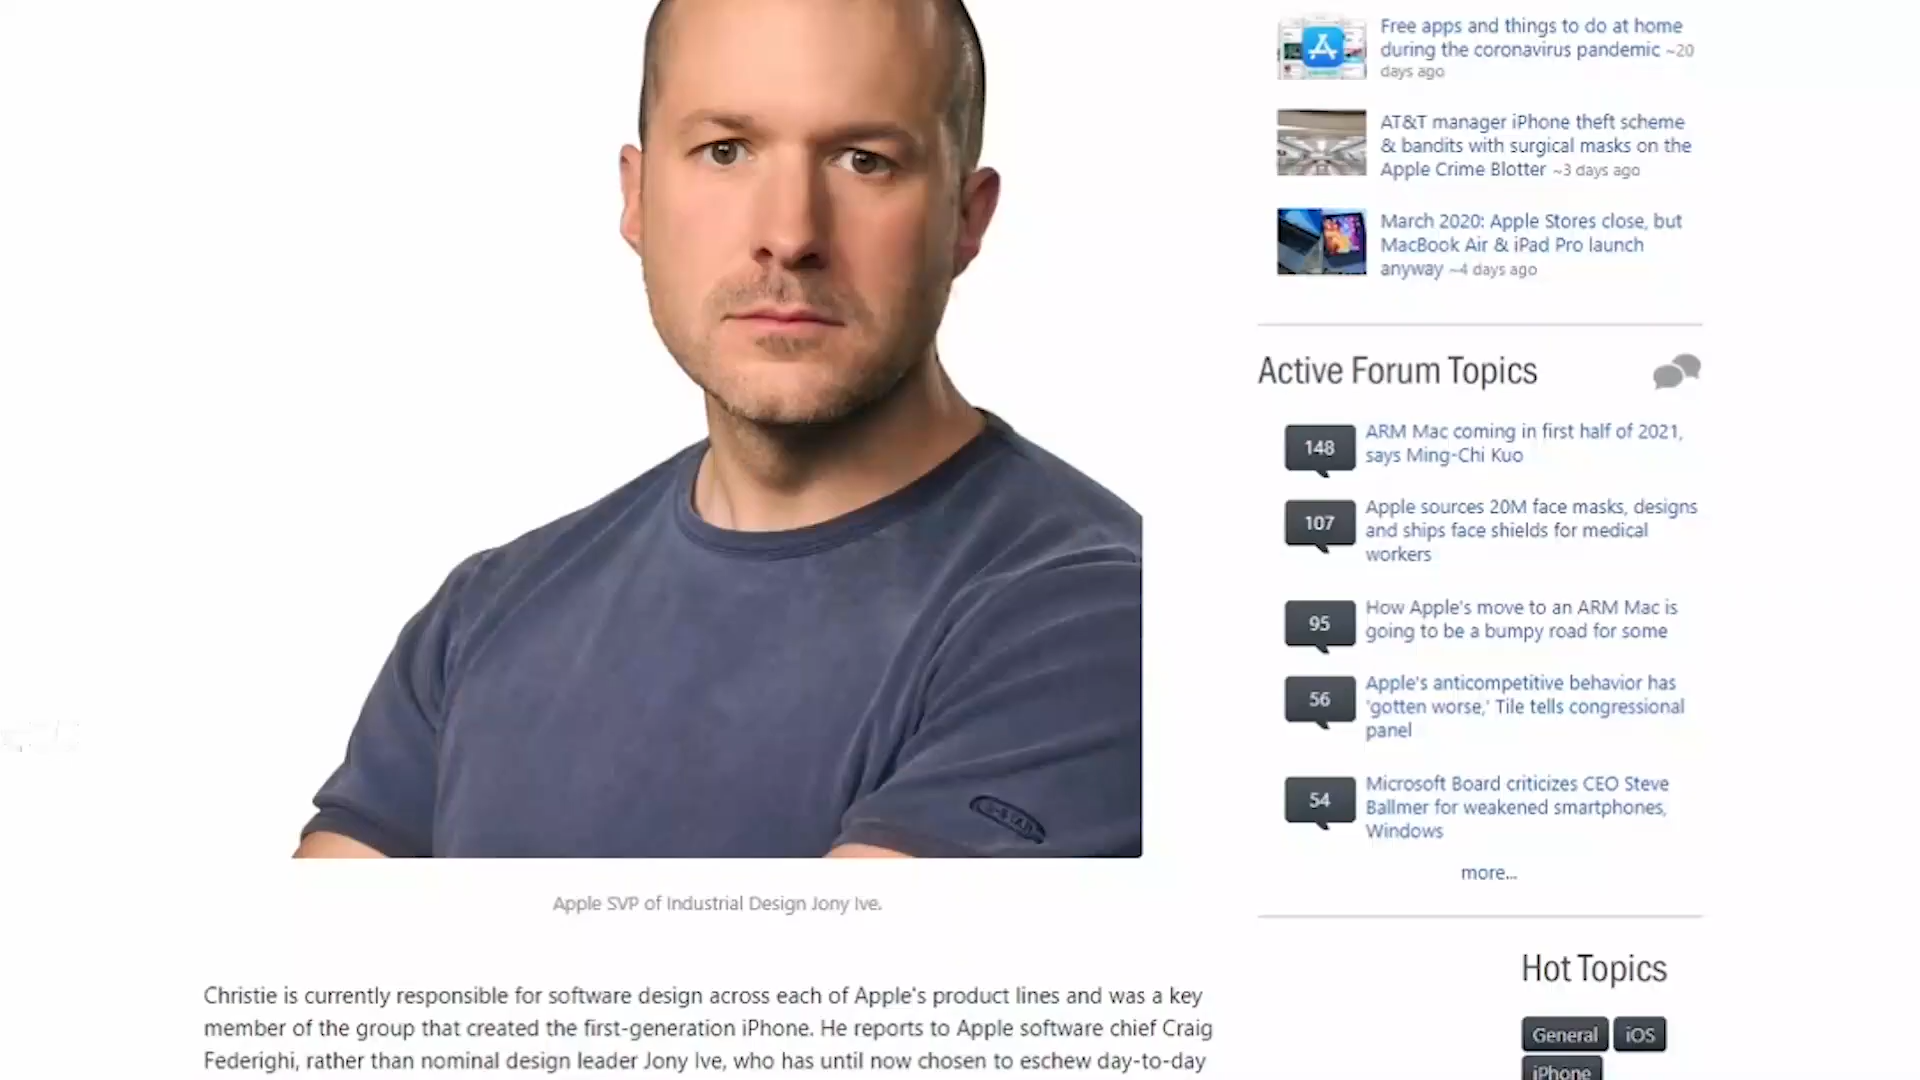 Free apps and things to do at home
during the coronavirus pandemic ~20
days ago
AT&T manager iPhone theft scheme
& bandits with surgical masks on the
Apple Crime Blotter ~3 days ago
March 2020: Apple Stores close, but
MacBook Air & iPad Pro launch
anyway ~4 days ago
Active Forum Topics
148
ARM Mac coming in first half of 2021,
says Ming-Chi Kuo
107
Apple sources 20M face masks, designs
and ships face shields for medical
workers
95
How Apple's move to an ARM Mac is
going to be a bumpy road for some
56
Apple's anticompetitive behavior has
'gotten worse,' Tile tells congressional
panel
54
Microsoft Board criticizes CEO Steve
Ballmer for weakened smartphones,
Windows
more...
Hot Topics
General iOS
iPhone
Apple SVP of Industrial Design Jony Ive.
Christie is currently responsible for software design across each of Apple's product lines and was a key
member of the group that created the first-generation iPhone. He reports to Apple software chief Craig
Federighi, rather than nominal design leader Jony Ive, who has until now chosen to eschew day-to-day